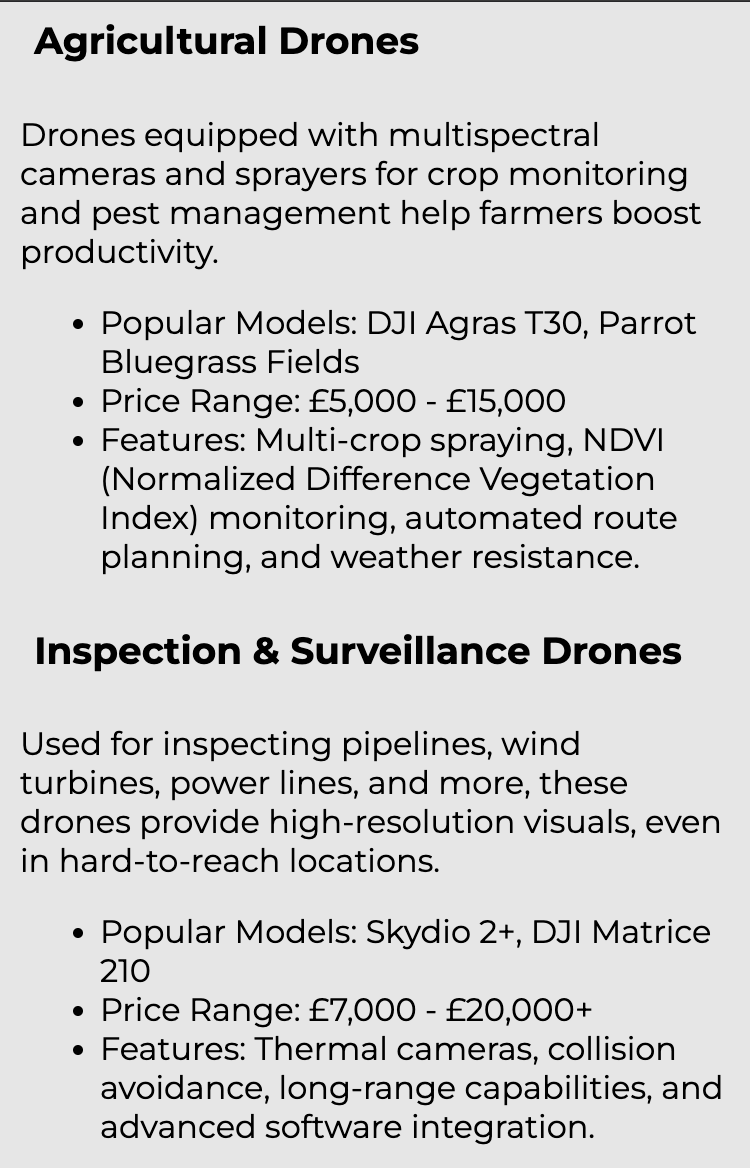 Agricultural Drones
Drones equipped with multispectral
cameras and sprayers for crop monitoring
and pest management help farmers boost
productivity.
• Popular Models: DJI Agras T30, Parrot
Bluegrass Fields
• Price Range: £5,000 - £15,000
• Features: Multi-crop spraying, NDVI
(Normalized Difference Vegetation
Index) monitoring, automated route
planning, and weather resistance.
Inspection & Surveillance Drones
Used for inspecting pipelines, wind
turbines, power lines, and more, these
drones provide high-resolution visuals, even
in hard-to-reach locations.
• Popular Models: Skydio 2+, DJI Matrice
210
• Price Range: £7,000 - £20,000+
• Features: Thermal cameras, collision
avoidance, long-range capabilities, and
advanced software integration.